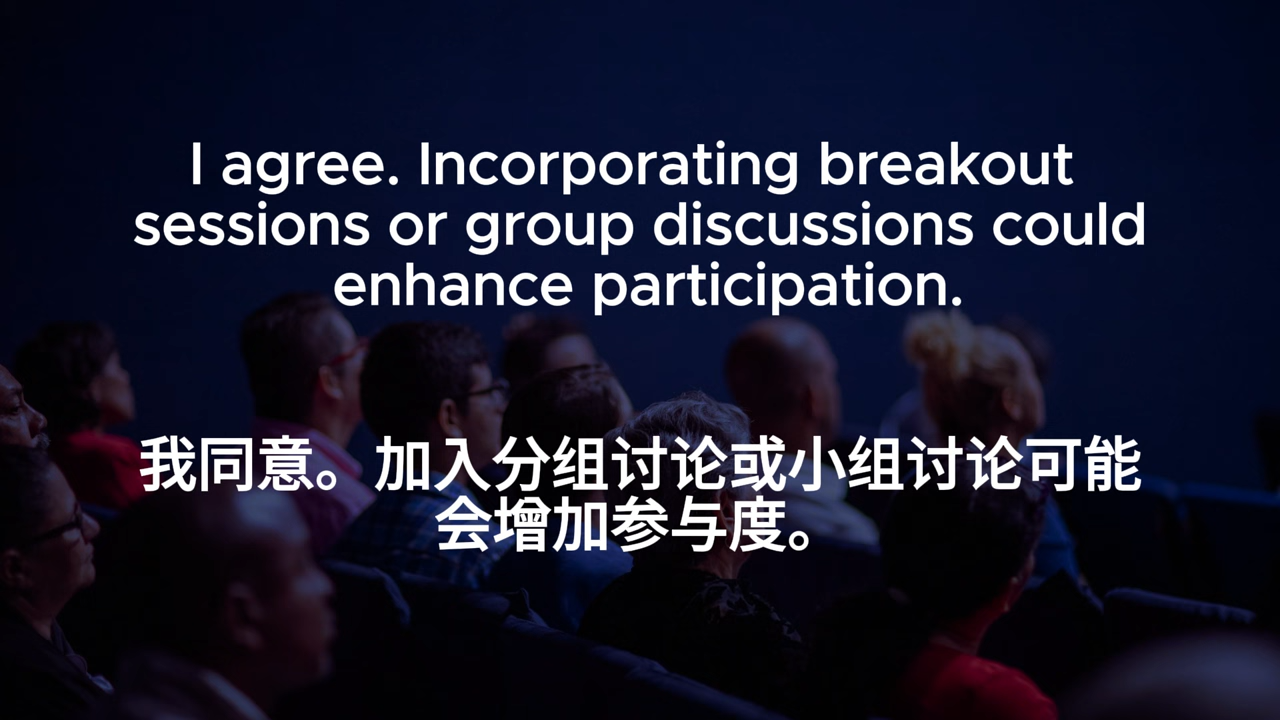 I agree. Incorporating breakout
sessions or group discussions could
enhance participation.
我同意。加入分组讨论或小组讨论可能
会增加参与度。